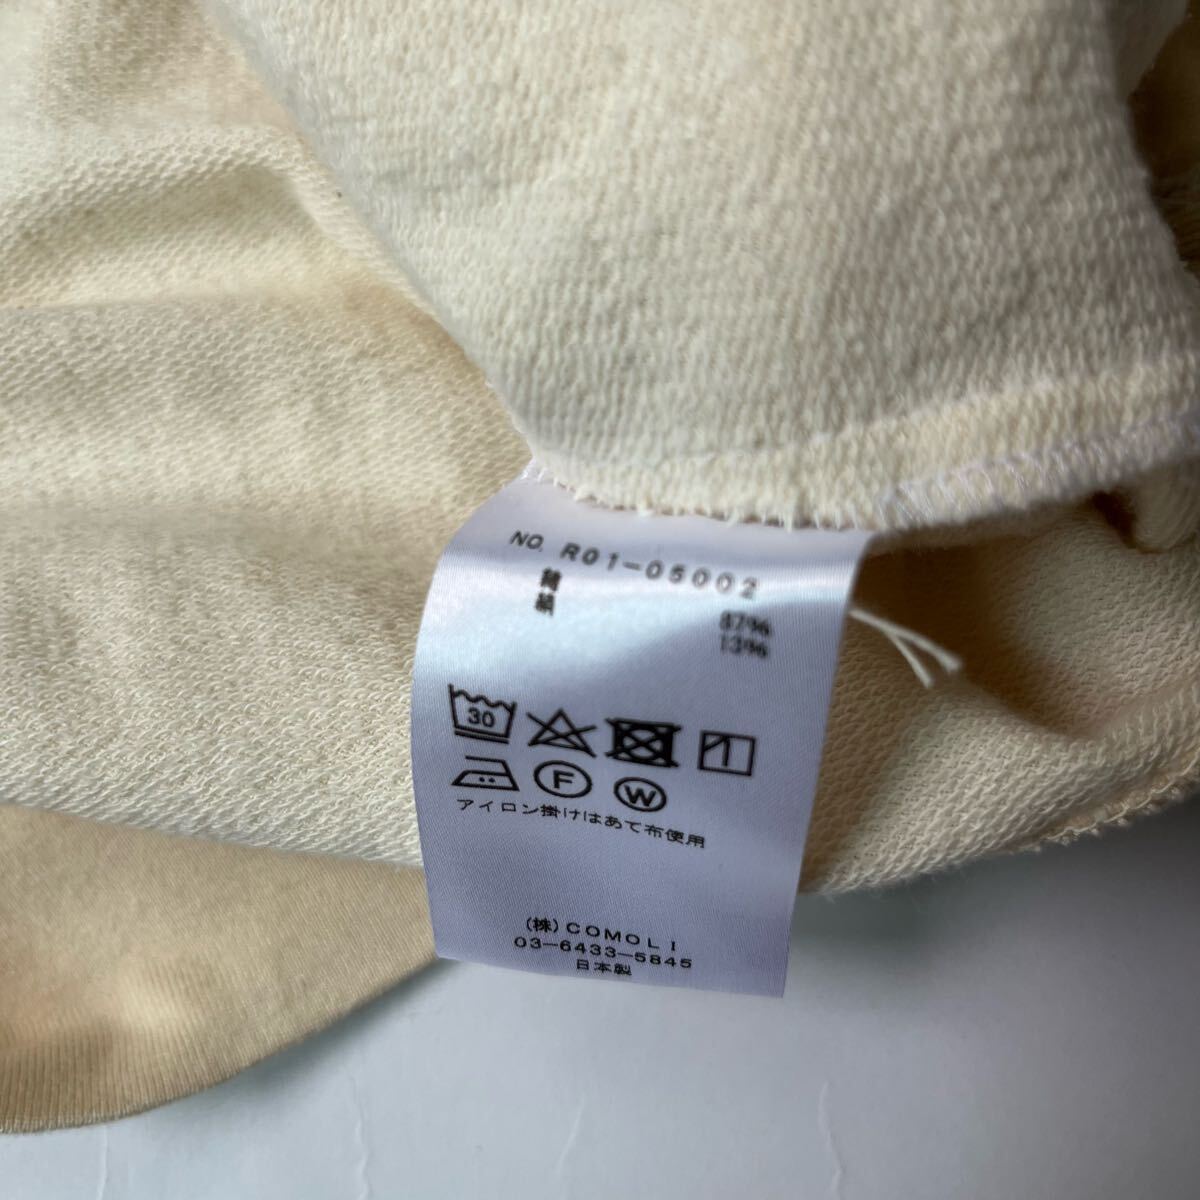 NO. R01-05002
綿 87%
絹 13%
30
F W
アイロン掛けはあて布使用
(株)COMOLI
03-6433-5845
日本製